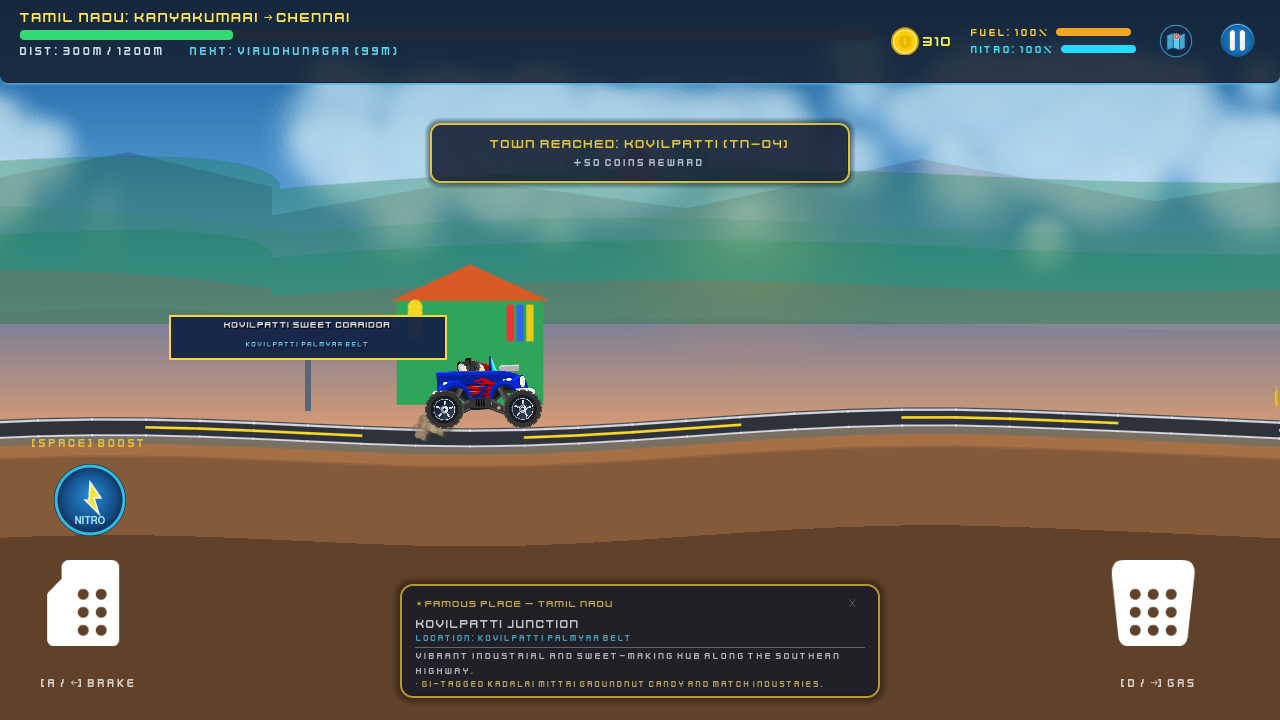 TAMIL NADU: KANYAKUMARI → CHENNAI
DIST: 300M / 1200M NEXT: VIRUDHUNAGAR (99M)
310
FUEL: 100%
NITRO: 100%
TOWN REACHED: KOVILPATTI (TN-04)
+50 COINS REWARD
KOVILPATTI SWEET CORRIDOR
KOVILPATTI PALMYRA BELT
[SPACE] BOOST
NITRO
[A / ←] BRAKE
[D / →] GAS
★ FAMOUS PLACE — TAMIL NADU X
KOVILPATTI JUNCTION
LOCATION: KOVILPATTI PALMYRA BELT
VIBRANT INDUSTRIAL AND SWEET-MAKING HUB ALONG THE SOUTHERN
HIGHWAY.
· GI-TAGGED KADALAI MITTAI GROUNDNUT CANDY AND MATCH INDUSTRIES.